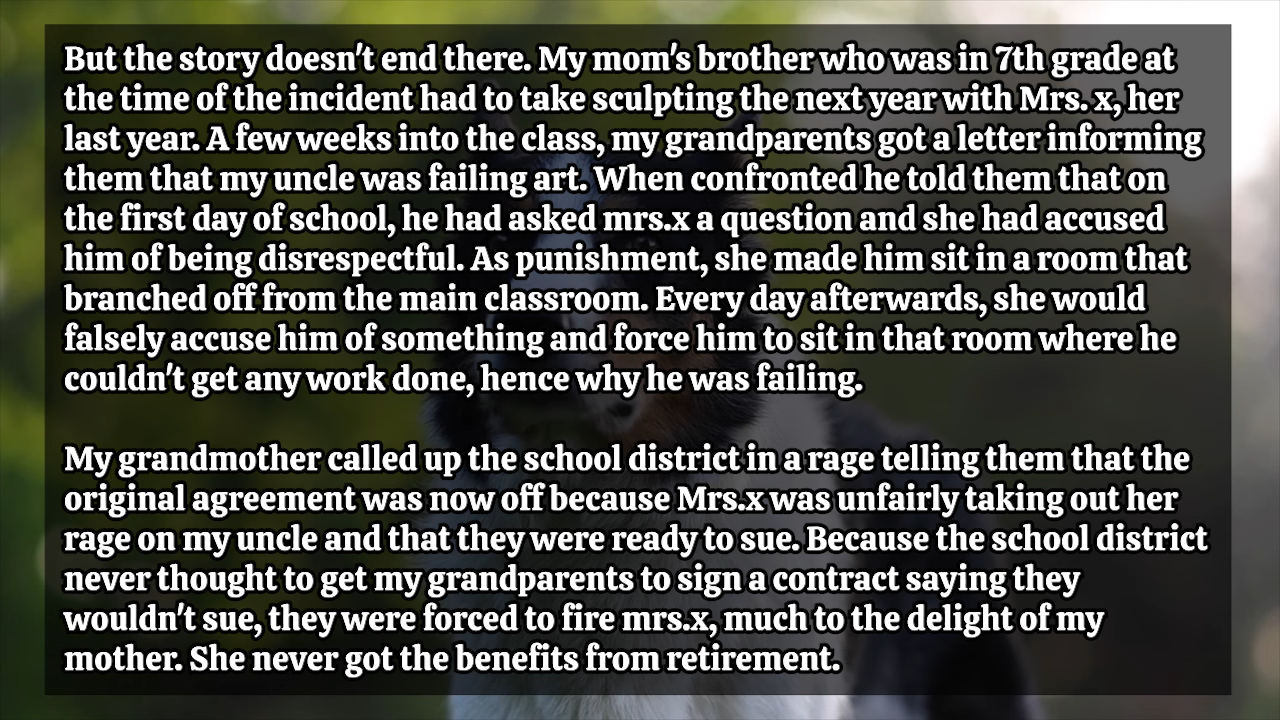 But the story doesn't end there. My mom's brother who was in 7th grade at
the time of the incident had to take sculpting the next year with Mrs. x, her
last year. A few weeks into the class, my grandparents got a letter informing
them that my uncle was failing art. When confronted he told them that on
the first day of school, he had asked mrs.x a question and she had accused
him of being disrespectful. As punishment, she made him sit in a room that
branched off from the main classroom. Every day afterwards, she would
falsely accuse him of something and force him to sit in that room where he
couldn't get any work done, hence why he was failing.

My grandmother called up the school district in a rage telling them that the
original agreement was now off because Mrs.x was unfairly taking out her
rage on my uncle and that they were ready to sue. Because the school district
never thought to get my grandparents to sign a contract saying they
wouldn't sue, they were forced to fire mrs.x, much to the delight of my
mother. She never got the benefits from retirement.